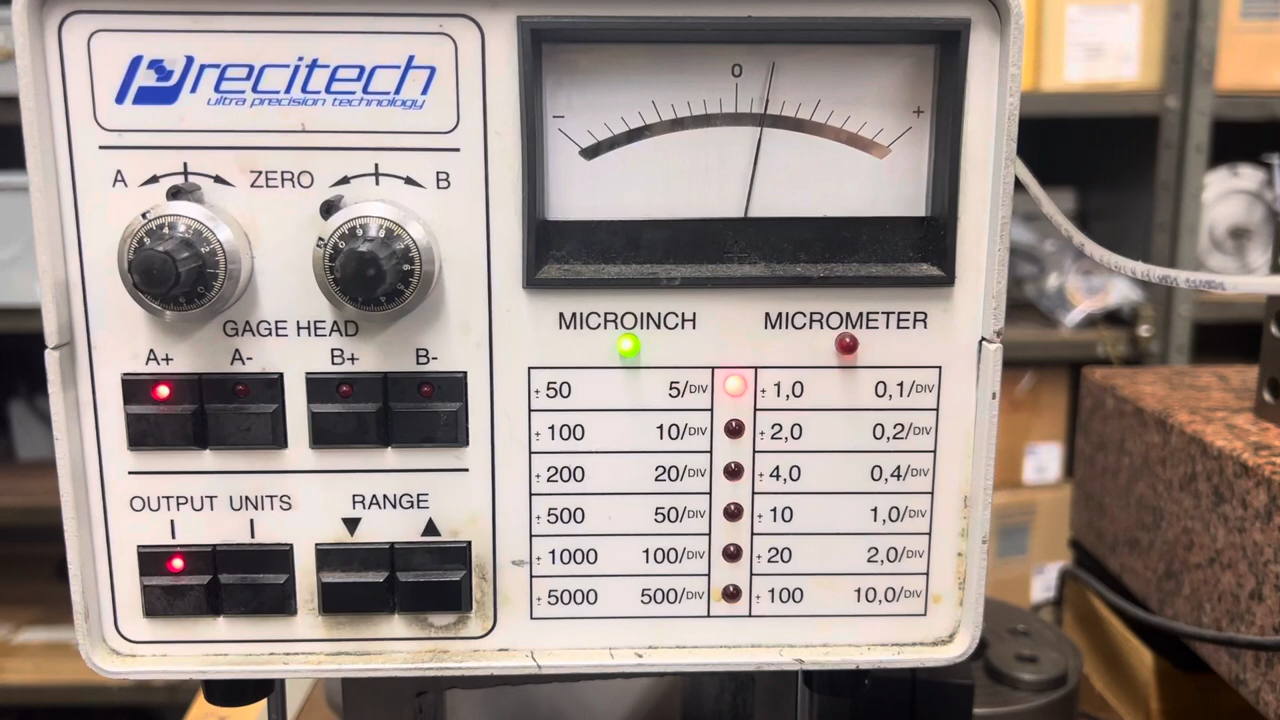 Precitech
ultra precision technology
A ZERO B
GAGE HEAD
A+ A- B+ B-
OUTPUT UNITS RANGE
▼ ▲
- 0 +
MICROINCH MICROMETER
± 50 5/DIV ± 1,0 0,1/DIV
± 100 10/DIV ± 2,0 0,2/DIV
± 200 20/DIV ± 4,0 0,4/DIV
± 500 50/DIV ± 10 1,0/DIV
± 1000 100/DIV ± 20 2,0/DIV
± 5000 500/DIV ± 100 10,0/DIV